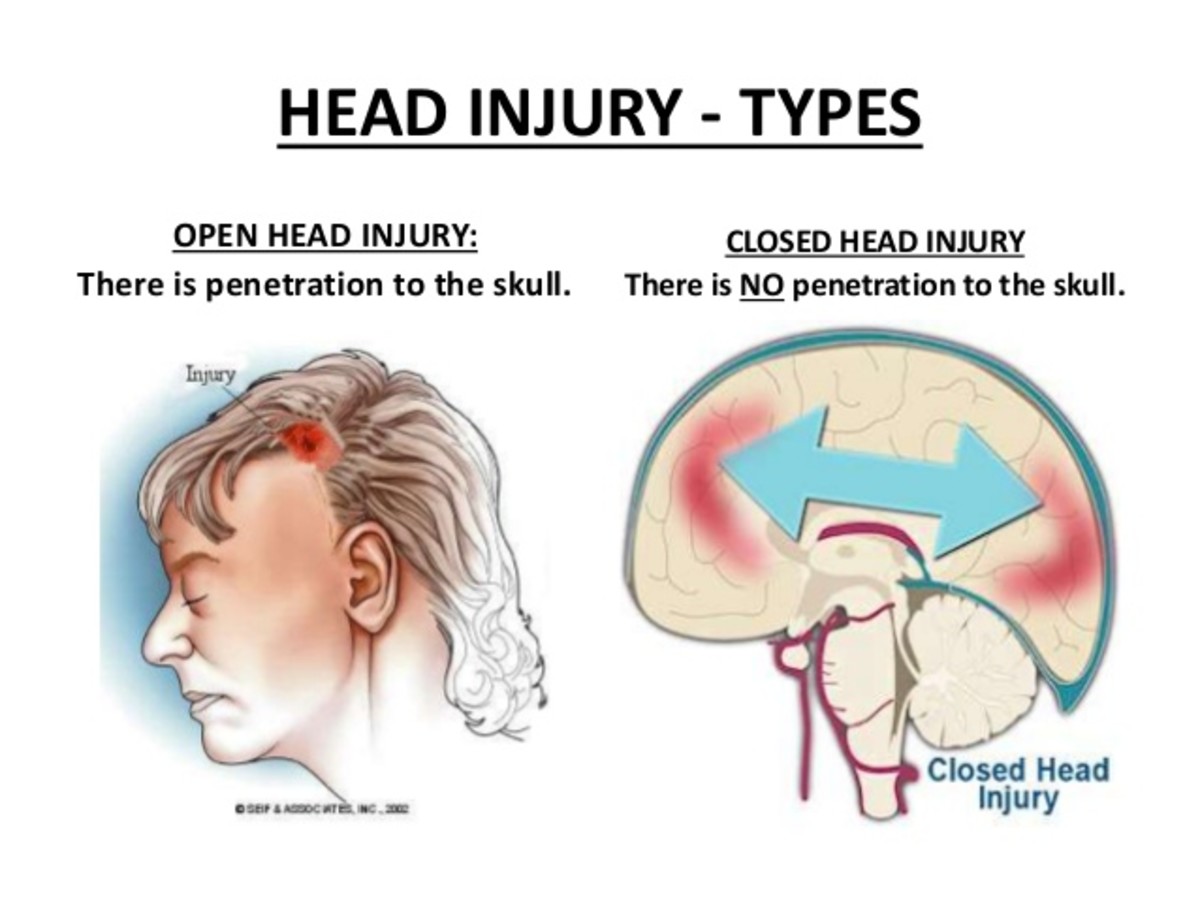 HEAD INJURY - TYPES
OPEN HEAD INJURY:
There is penetration to the skull.
Injury
© SEIF & ASSOCIATES, INC., 2002
CLOSED HEAD INJURY
There is NO penetration to the skull.
Closed Head
Injury